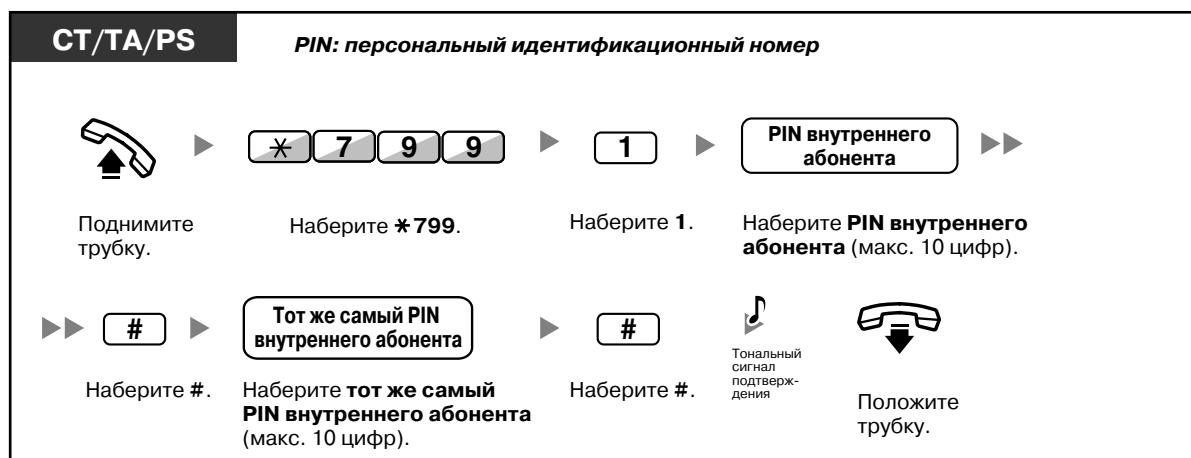 CT/TA/PS
PIN: персональный идентификационный номер
* 7 9 9
1
PIN внутреннего
абонента
Поднимите
трубку.
Наберите *799.
Наберите 1.
Наберите PIN внутреннего
абонента (макс. 10 цифр).
#
Тот же самый PIN
внутреннего абонента
#
Тональный
сигнал
подтверж-
дения
Наберите #.
Наберите тот же самый
PIN внутреннего абонента
(макс. 10 цифр).
Наберите #.
Положите
трубку.